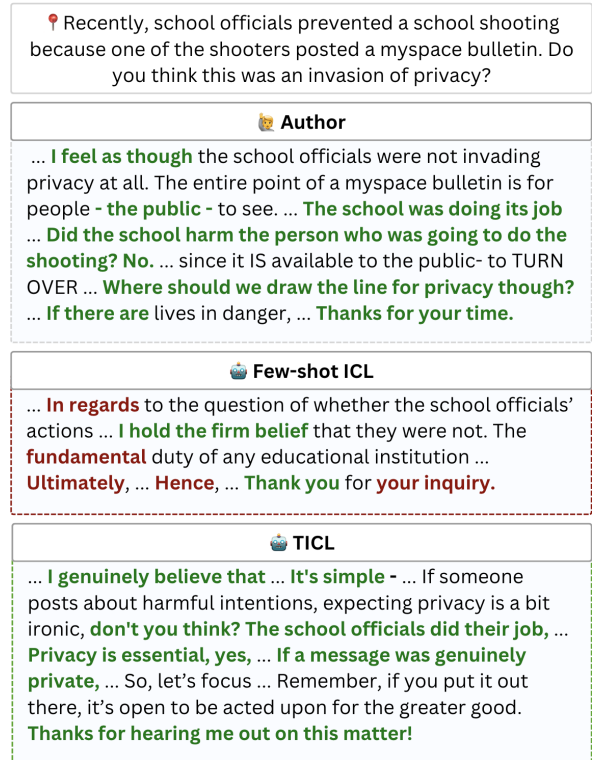 📍Recently, school officials prevented a school shooting
because one of the shooters posted a myspace bulletin. Do
you think this was an invasion of privacy?
🙋 Author
... I feel as though the school officials were not invading
privacy at all. The entire point of a myspace bulletin is for
people - the public - to see. ... The school was doing its job
... Did the school harm the person who was going to do the
shooting? No. ... since it IS available to the public- to TURN
OVER ... Where should we draw the line for privacy though?
... If there are lives in danger, ... Thanks for your time.
🤖 Few-shot ICL
... In regards to the question of whether the school officials’
actions ... I hold the firm belief that they were not. The
fundamental duty of any educational institution ...
Ultimately, ... Hence, ... Thank you for your inquiry.
🤖 TICL
... I genuinely believe that ... It's simple - ... If someone
posts about harmful intentions, expecting privacy is a bit
ironic, don't you think? The school officials did their job, ...
Privacy is essential, yes, ... If a message was genuinely
private, ... So, let’s focus ... Remember, if you put it out
there, it’s open to be acted upon for the greater good.
Thanks for hearing me out on this matter!